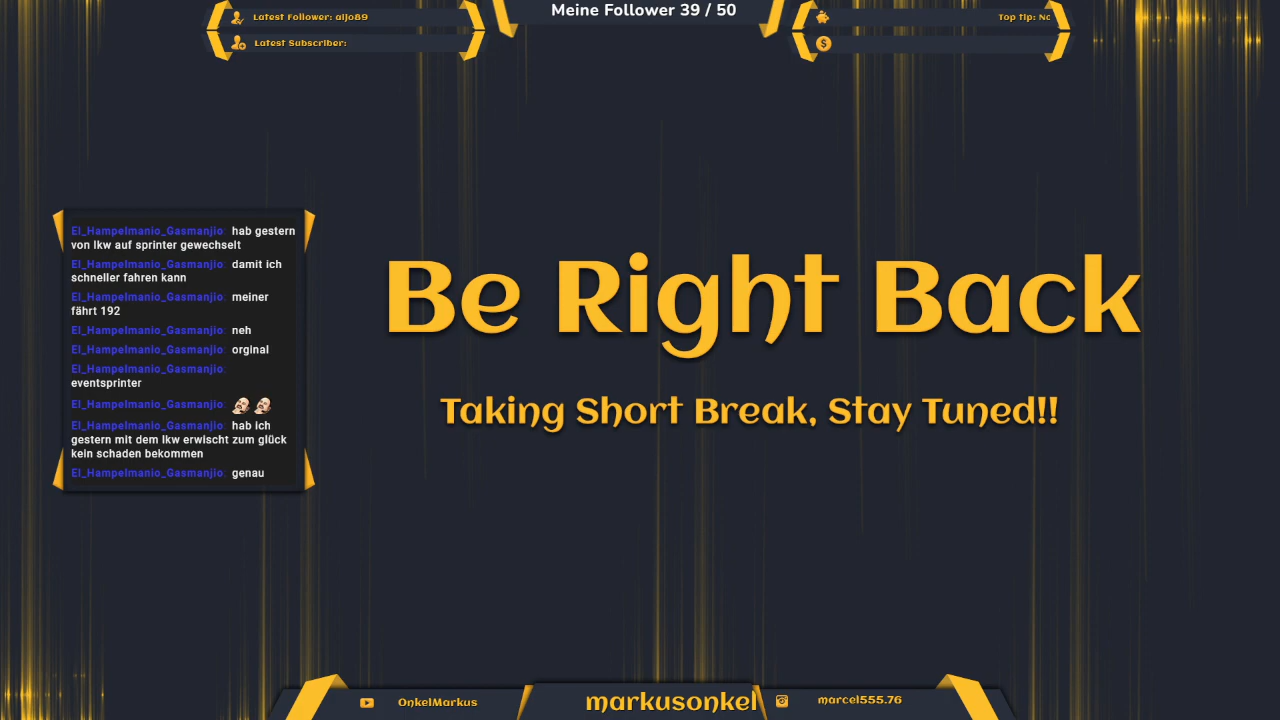 Meine Follower 39 / 50
Latest Follower: aljo89
Top Tip: Nc
Latest Subscriber:
El_Hampelmanio_Gasmanjio: hab gestern
von lkw auf sprinter gewechselt
El_Hampelmanio_Gasmanjio: damit ich
schneller fahren kann
El_Hampelmanio_Gasmanjio: meiner
fährt 192
El_Hampelmanio_Gasmanjio: neh
El_Hampelmanio_Gasmanjio: orginal
El_Hampelmanio_Gasmanjio:
eventsprinter
El_Hampelmanio_Gasmanjio:
El_Hampelmanio_Gasmanjio: hab ich
gestern mit dem lkw erwischt zum glück
kein schaden bekommen
El_Hampelmanio_Gasmanjio: genau
Be Right Back
Taking Short Break, Stay Tuned!!
OnkelMarkus
markusonkel
marcel555.76